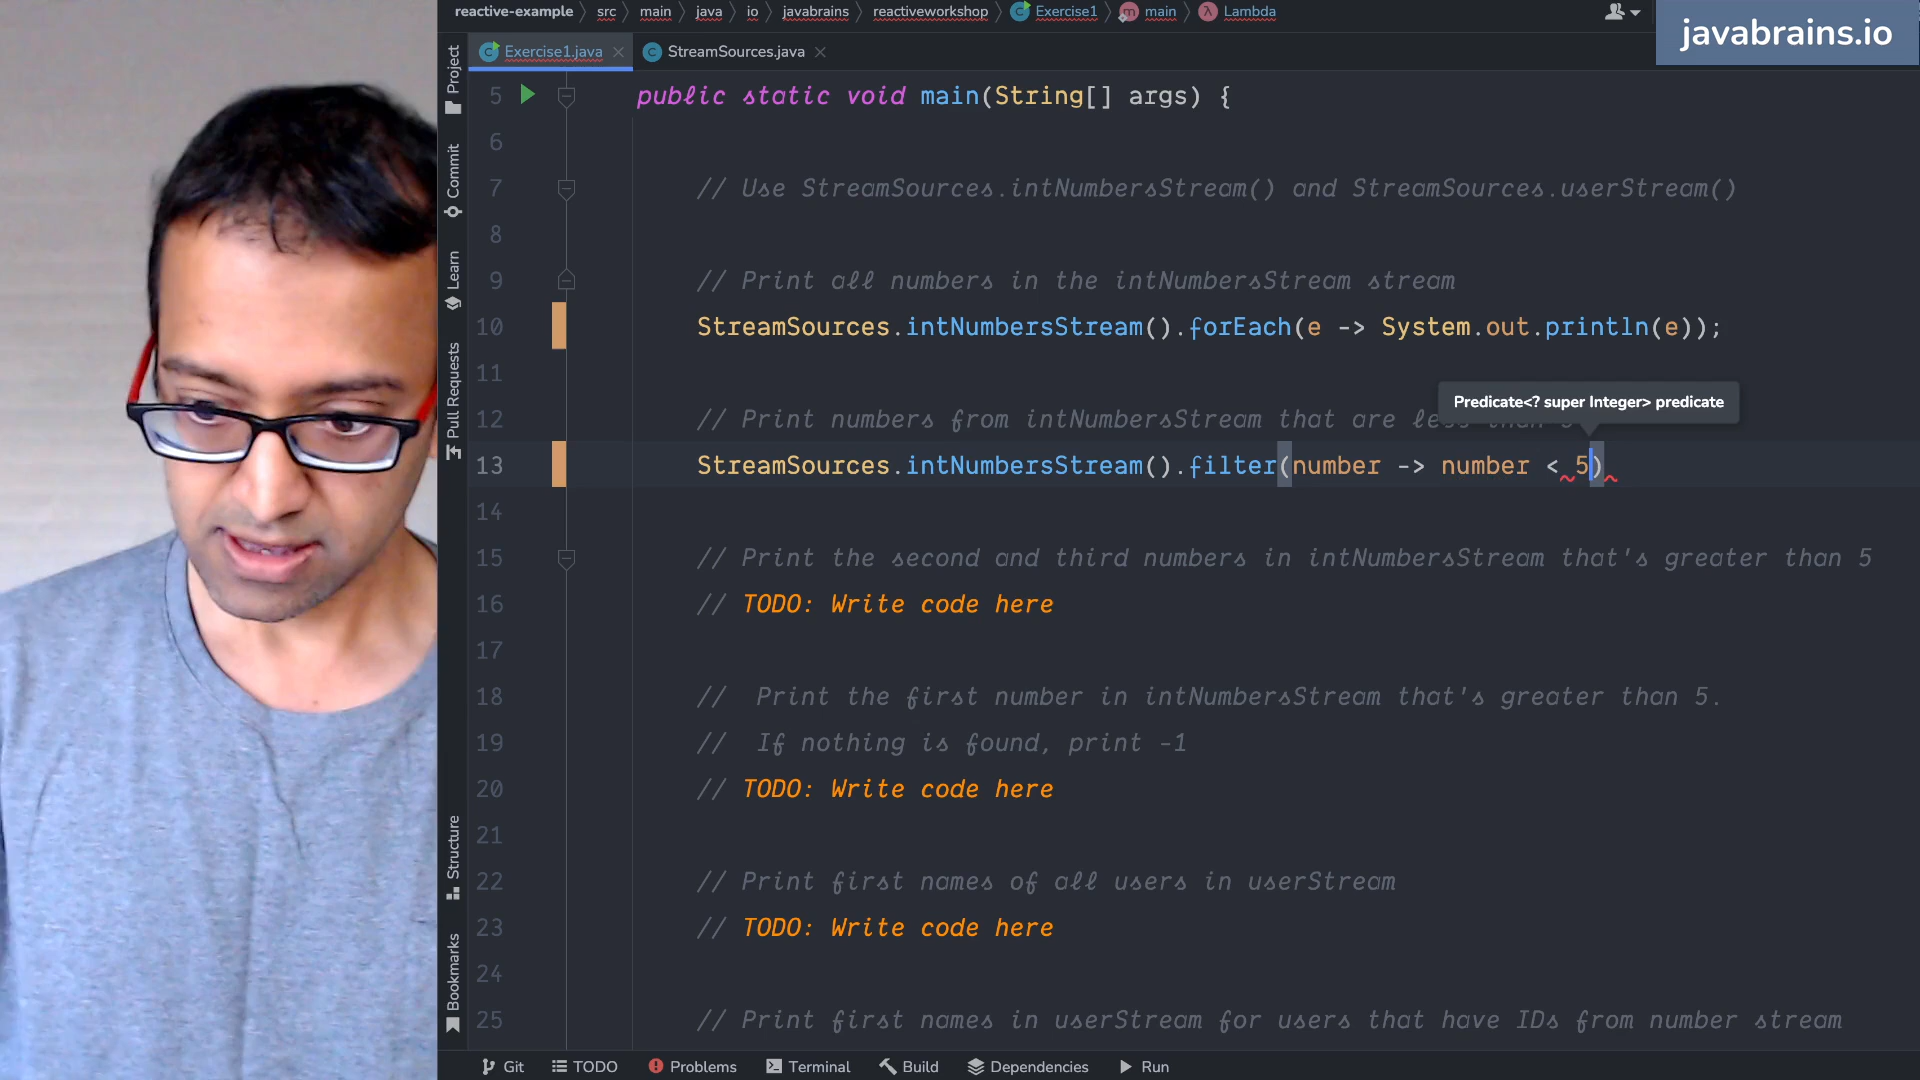 reactive-example src main java io javabrains reactiveworkshop Exercise1 main Lambda
javabrains.io
Exercise1.java
StreamSources.java
Project
Commit
Learn
Pull Requests
Structure
Bookmarks
5 public static void main(String[] args) {
6
7 // Use StreamSources.intNumbersStream() and StreamSources.userStream()
8
9 // Print all numbers in the intNumbersStream stream
10 StreamSources.intNumbersStream().forEach(e -> System.out.println(e));
11
Predicate<? super Integer> predicate
12 // Print numbers from intNumbersStream that are less than 5
13 StreamSources.intNumbersStream().filter(number -> number < 5)
14
15 // Print the second and third numbers in intNumbersStream that's greater than 5
16 // TODO: Write code here
17
18 // Print the first number in intNumbersStream that's greater than 5.
19 // If nothing is found, print -1
20 // TODO: Write code here
21
22 // Print first names of all users in userStream
23 // TODO: Write code here
24
25 // Print first names in userStream for users that have IDs from number stream
Git TODO Problems Terminal Build Dependencies Run